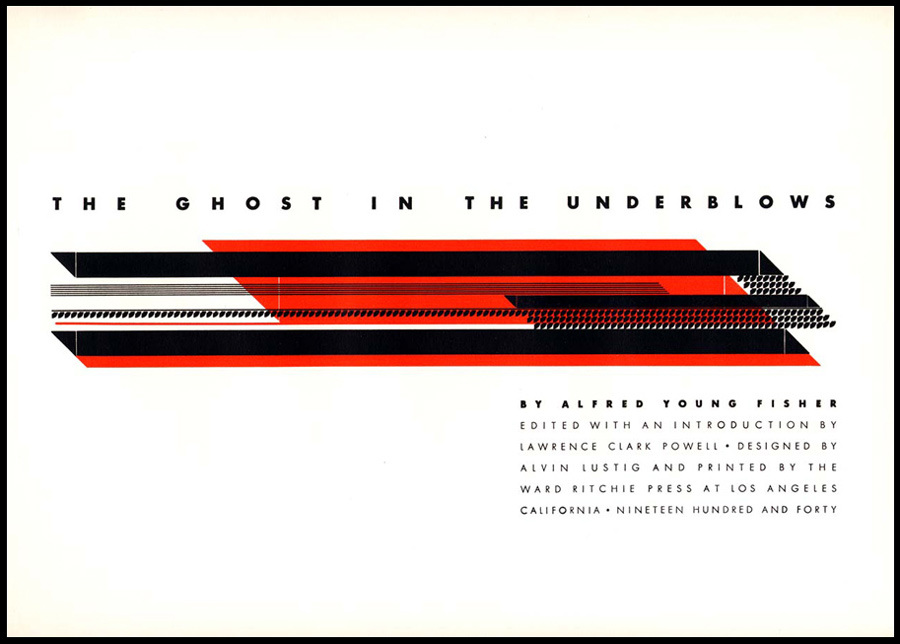 THE GHOST IN THE UNDERBLOWS
BY ALFRED YOUNG FISHER
EDITED WITH AN INTRODUCTION BY
LAWRENCE CLARK POWELL • DESIGNED BY
ALVIN LUSTIG AND PRINTED BY THE
WARD RITCHIE PRESS AT LOS ANGELES
CALIFORNIA • NINETEEN HUNDRED AND FORTY